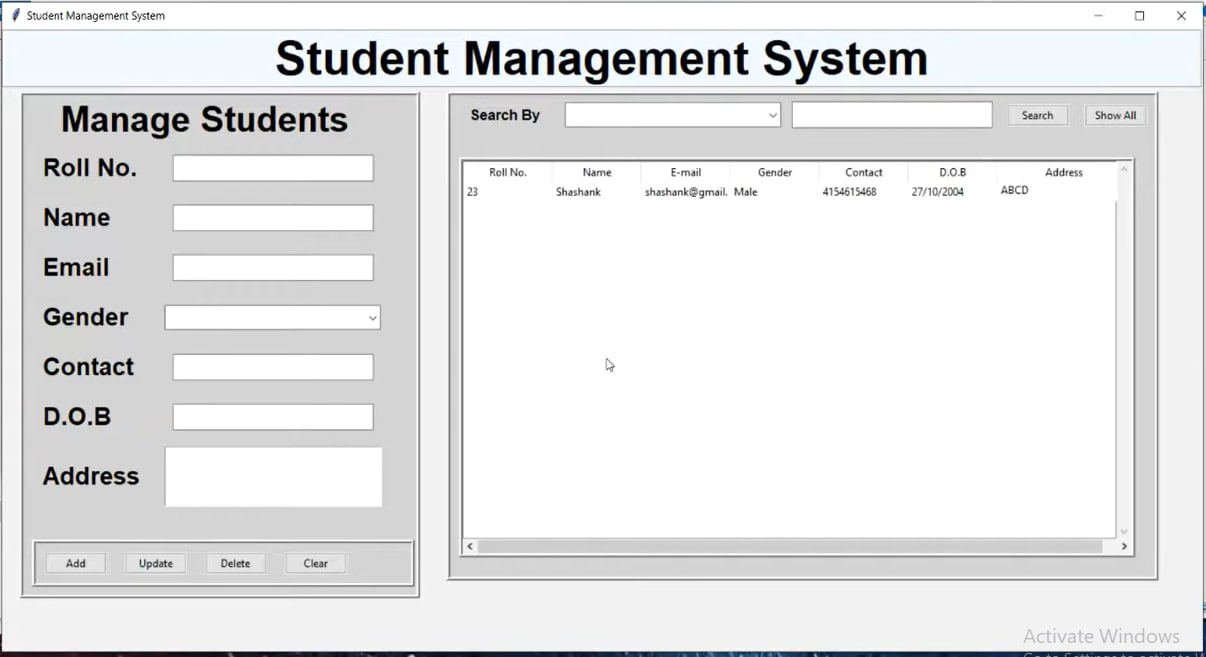 Student Management System
Student Management System
Manage Students
Roll No.
Name
Email
Gender
Contact
D.O.B
Address
Add Update Delete Clear
Search By Search Show All
Roll No. Name E-mail Gender Contact D.O.B Address
23 Shashank shashank@gmail. Male 4154615468 27/10/2004 ABCD
Activate Windows